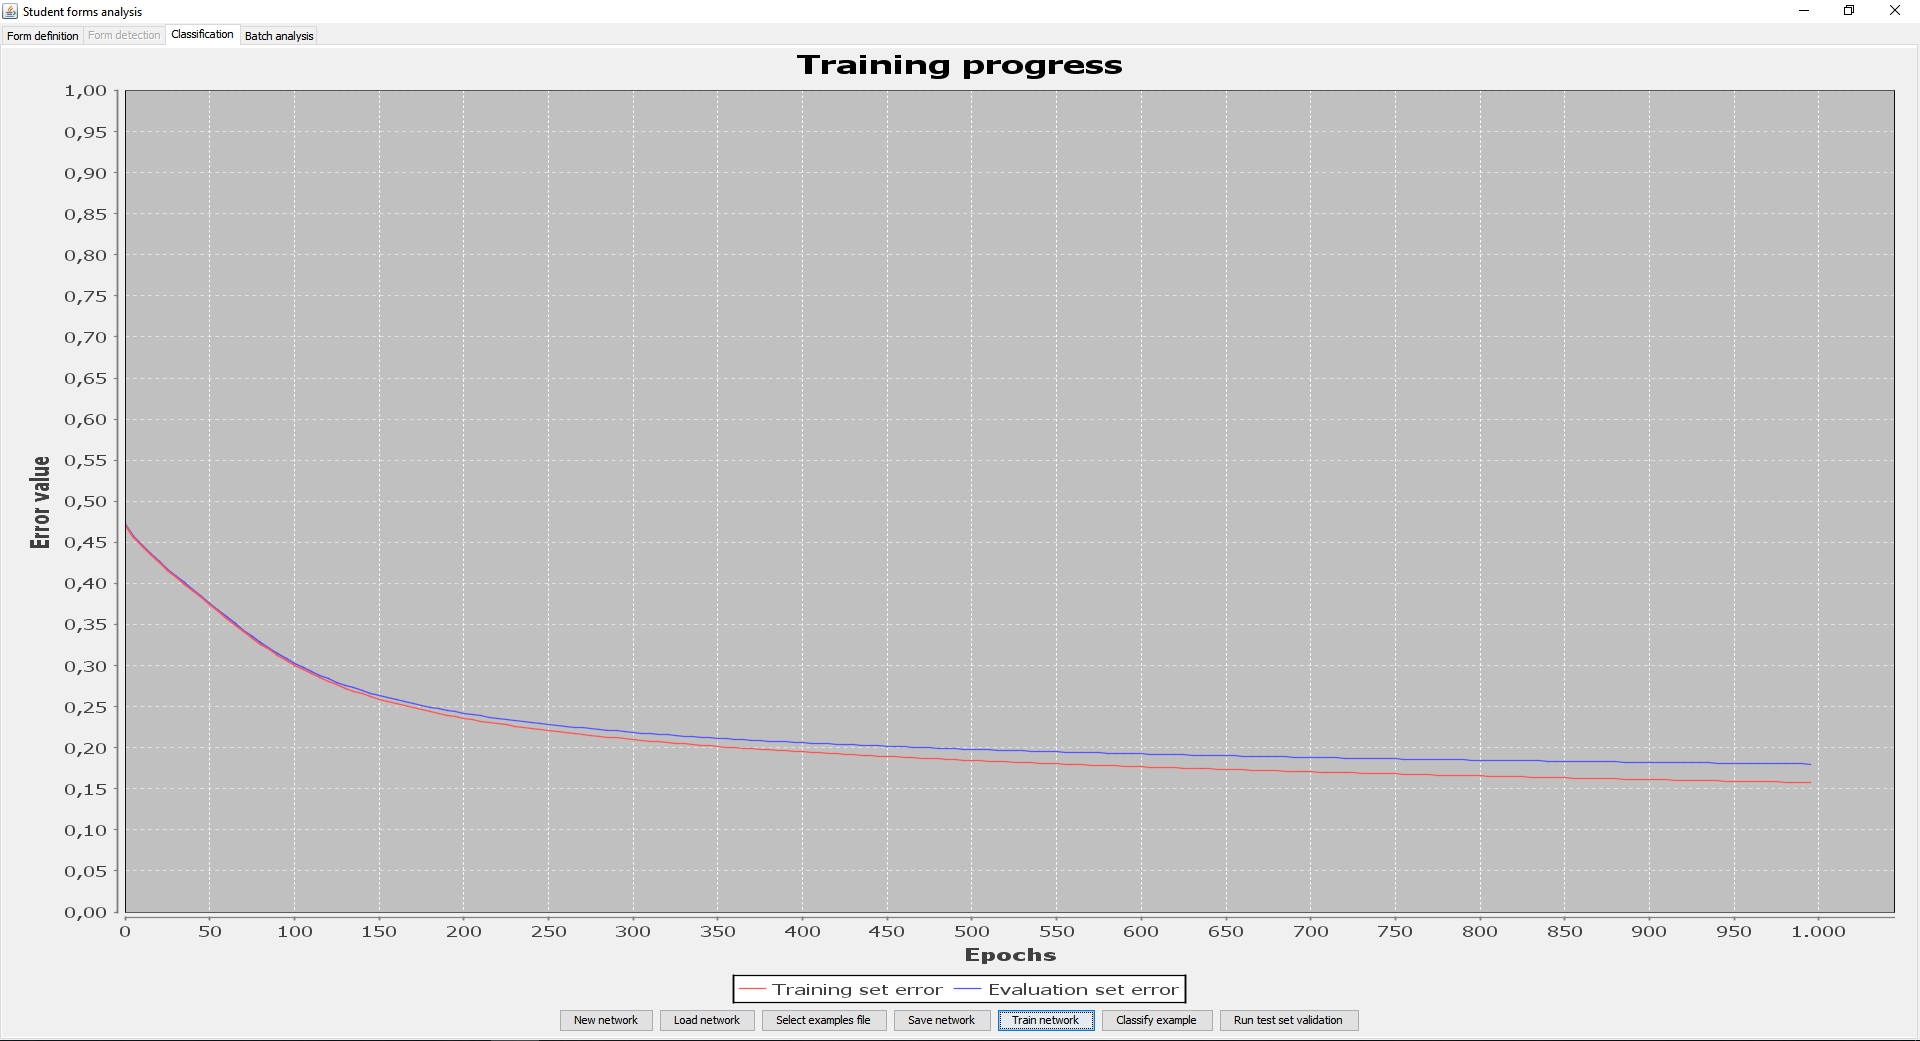 Student forms analysis
Form definition Form detection Classification Batch analysis
Training progress
1,00
0,95
0,90
0,85
0,80
0,75
0,70
0,65
0,60
0,55
0,50
0,45
0,40
0,35
0,30
0,25
0,20
0,15
0,10
0,05
0,00
Error value
0 50 100 150 200 250 300 350 400 450 500 550 600 650 700 750 800 850 900 950 1.000
Epochs
Training set error Evaluation set error
New network Load network Select examples file Save network Train network Classify example Run test set validation